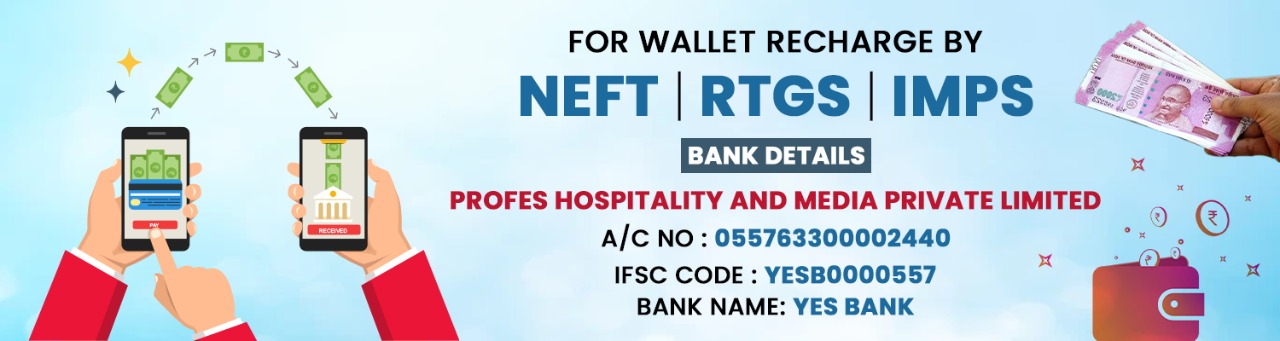 FOR WALLET RECHARGE BY
NEFT | RTGS | IMPS
BANK DETAILS
PROFES HOSPITALITY AND MEDIA PRIVATE LIMITED
A/C NO : 055763300002440
IFSC CODE : YESB0000557
BANK NAME: YES BANK
PAY
RECEIVED